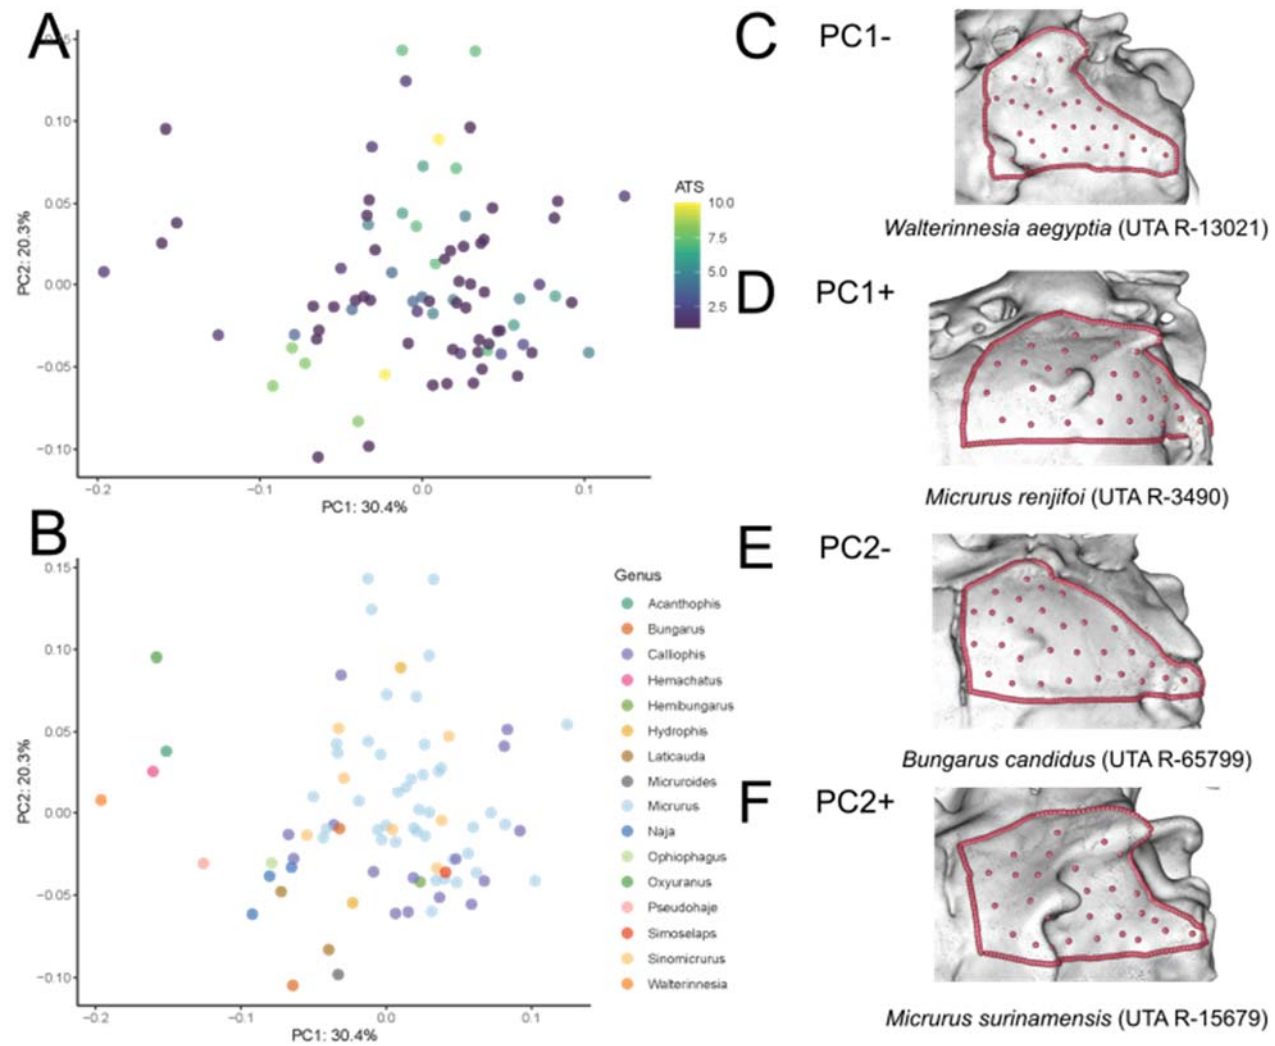 A
0.15
0.10
0.05
0.00
−0.05
−0.10
PC2: 20.3%
−0.2
−0.1
0.0
0.1
PC1: 30.4%
ATS
10.0
7.5
5.0
2.5
B
0.15
0.10
0.05
0.00
−0.05
−0.10
PC2: 20.3%
−0.2
−0.1
0.0
0.1
PC1: 30.4%
Genus
Acanthophis
Bungarus
Calliophis
Hemachatus
Hemibungarus
Hydrophis
Laticauda
Micruroides
Micrurus
Naja
Ophiophagus
Oxyuranus
Pseudohaje
Simoselaps
Sinomicrurus
Walterinnesia
C
PC1-
Walterinnesia aegyptia (UTA R-13021)
D
PC1+
Micrurus renjifoi (UTA R-3490)
E
PC2-
Bungarus candidus (UTA R-65799)
F
PC2+
Micrurus surinamensis (UTA R-15679)